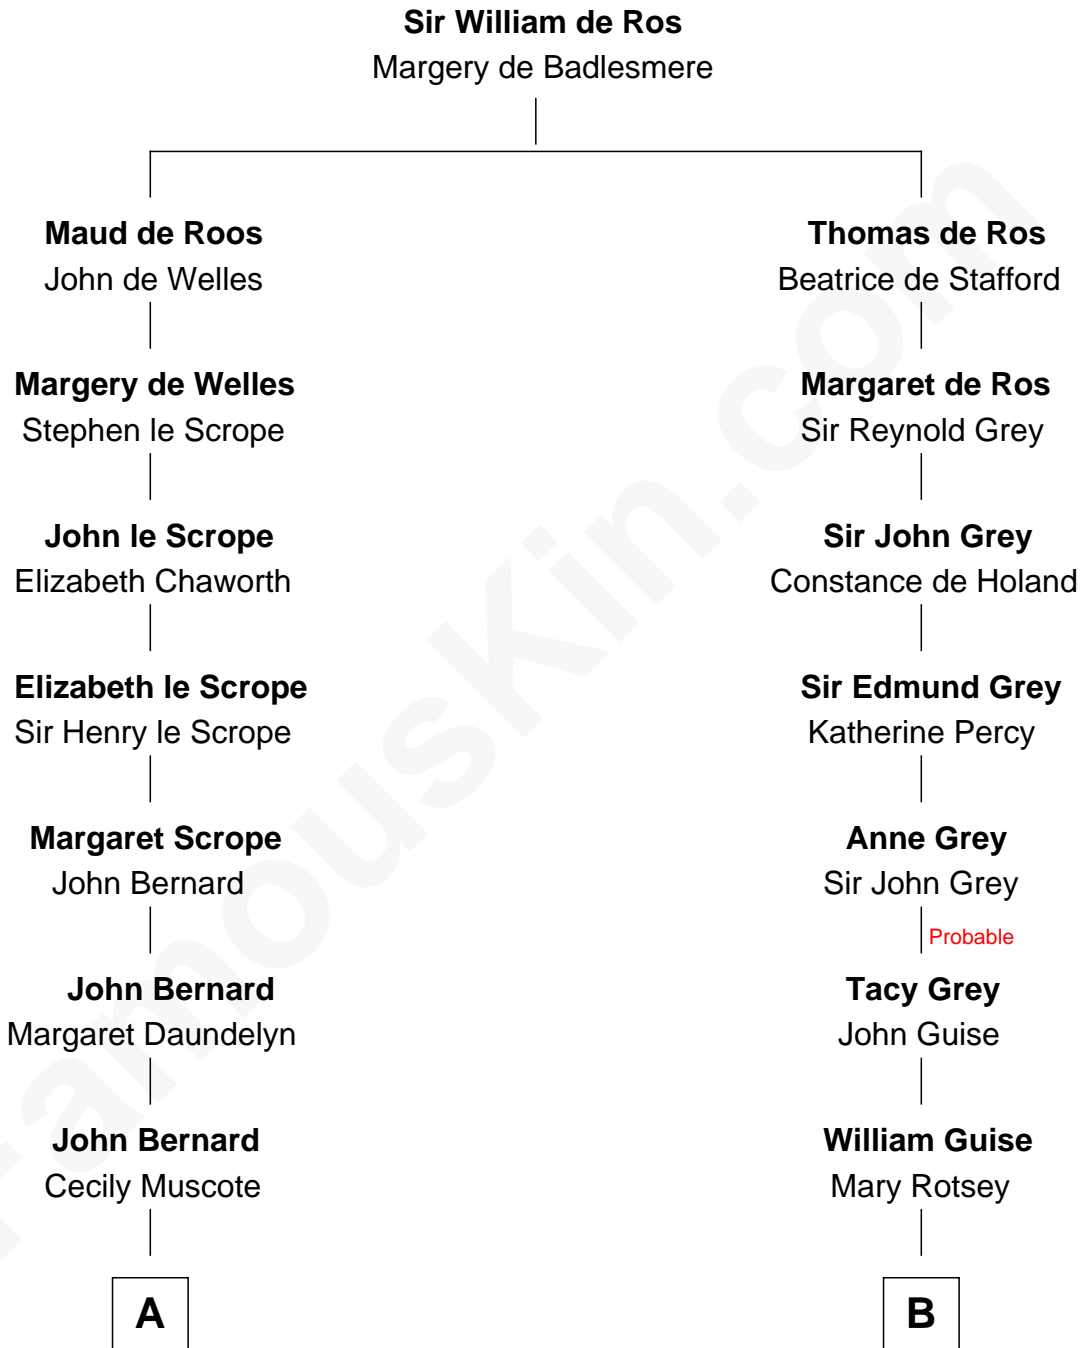 Sir William de Ros
Margery de Badlesmere
Maud de Roos
John de Welles
Thomas de Ros
Beatrice de Stafford
Margery de Welles
Stephen le Scrope
Margaret de Ros
Sir Reynold Grey
John le Scrope
Elizabeth Chaworth
Sir John Grey
Constance de Holand
Elizabeth le Scrope
Sir Henry le Scrope
Sir Edmund Grey
Katherine Percy
Margaret Scrope
John Bernard
Anne Grey
Sir John Grey
Probable
John Bernard
Margaret Daundelyn
Tacy Grey
John Guise
John Bernard
Cecily Muscote
William Guise
Mary Rotsey
A
B
FamousKin.com